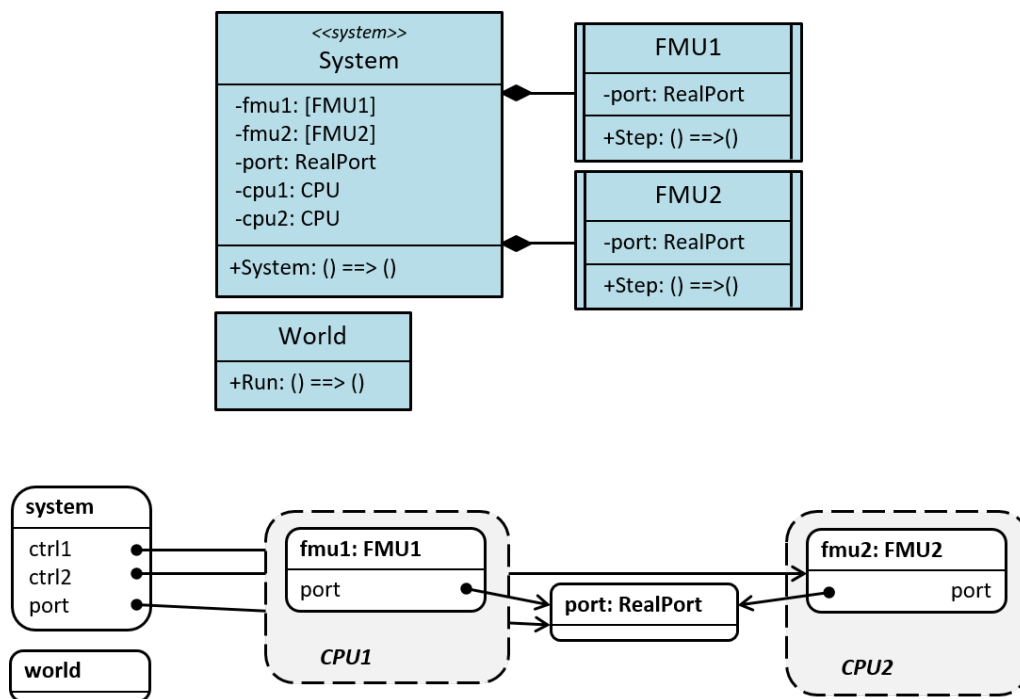 <<system>>
System
-fmu1: [FMU1]
-fmu2: [FMU2]
-port: RealPort
-cpu1: CPU
-cpu2: CPU
+System: () ==> ()
FMU1
-port: RealPort
+Step: () ==>()
FMU2
-port: RealPort
+Step: () ==>()
World
+Run: () ==> ()
system
ctrl1
ctrl2
port
world
fmu1: FMU1
port
CPU1
port: RealPort
fmu2: FMU2
port
CPU2